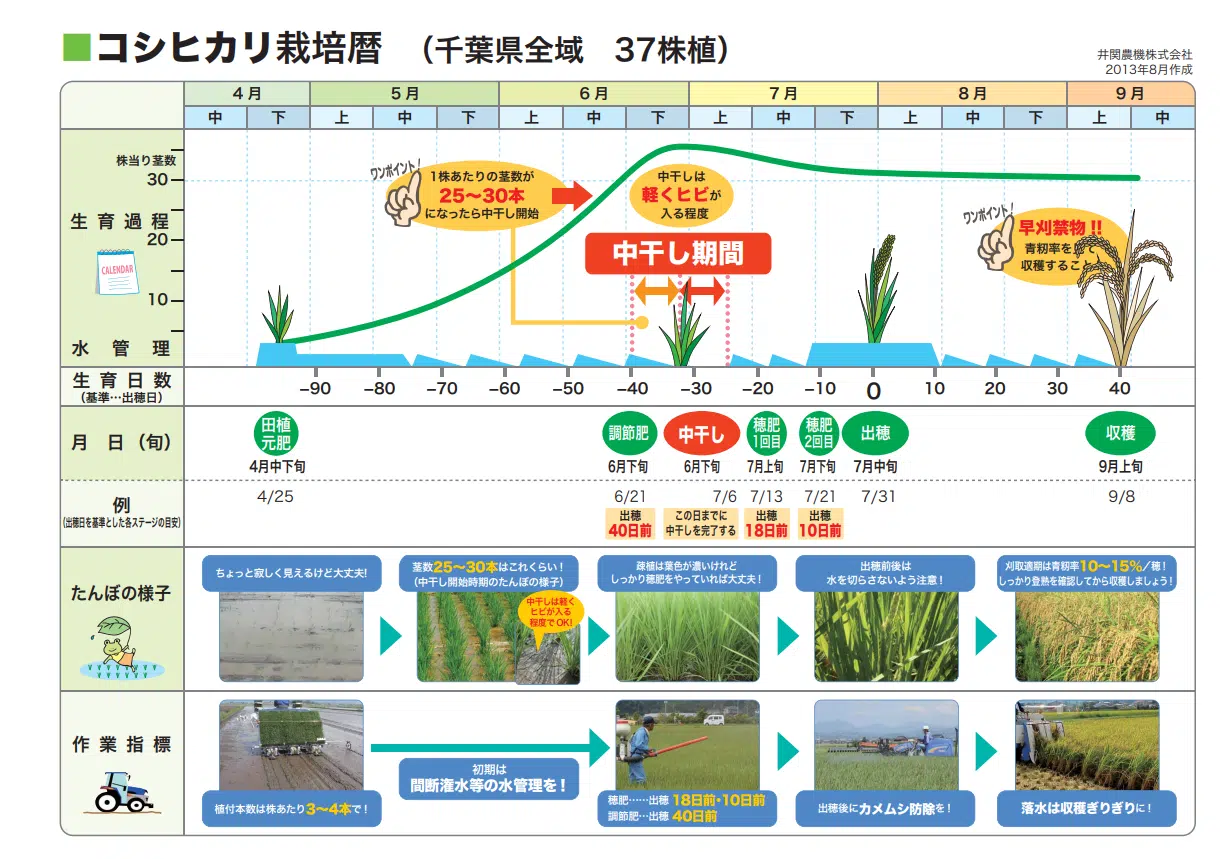 ■コシヒカリ栽培暦 （千葉県全域 37株植）
井関農機株式会社
2013年8月作成
4月 5月 6月 7月 8月 9月
中 下 上 中 下 上 中 下 上 中 下 上 中 下 上 中
株当り茎数
30
生育過程
20
CALENDAR
10
水管理
ワンポイント!
1株あたりの茎数が
25〜30本
になったら中干し開始
中干しは
軽くヒビが
入る程度
中干し期間
ワンポイント!
早刈禁物!!
青籾率を見て
収穫すること
生育日数
（基準…出穂日）
−90 −80 −70 −60 −50 −40 −30 −20 −10 0 10 20 30 40
月日（旬）
田植
元肥
4月中下旬
調節肥
6月下旬
中干し
6月下旬
穂肥
1回目
7月上旬
穂肥
2回目
7月下旬
出穂
7月中旬
収穫
9月上旬
例
（出穂日を基準とした各ステージの目安）
4/25 6/21 7/6 7/13 7/21 7/31 9/8
出穂
40日前
この日までに
中干しを完了する
出穂
18日前
出穂
10日前
たんぼの様子
ちょっと寂しく見えるけど大丈夫!
茎数25〜30本はこれくらい!
（中干し開始時期のたんぼの様子）
中干しは軽く
ヒビが入る
程度でOK!
疎植は葉色が濃いけれど
しっかり穂肥をやっていれば大丈夫!
出穂前後は
水を切らさないよう注意!
刈取適期は青籾率10〜15%／穂!
しっかり登熟を確認してから収穫しましょう!
作業指標
植付本数は株あたり3〜4本で!
初期は
間断潅水等の水管理を!
穂肥……出穂 18日前・10日前
調節肥…出穂 40日前
出穂後にカメムシ防除を!
落水は収穫ぎりぎりに!